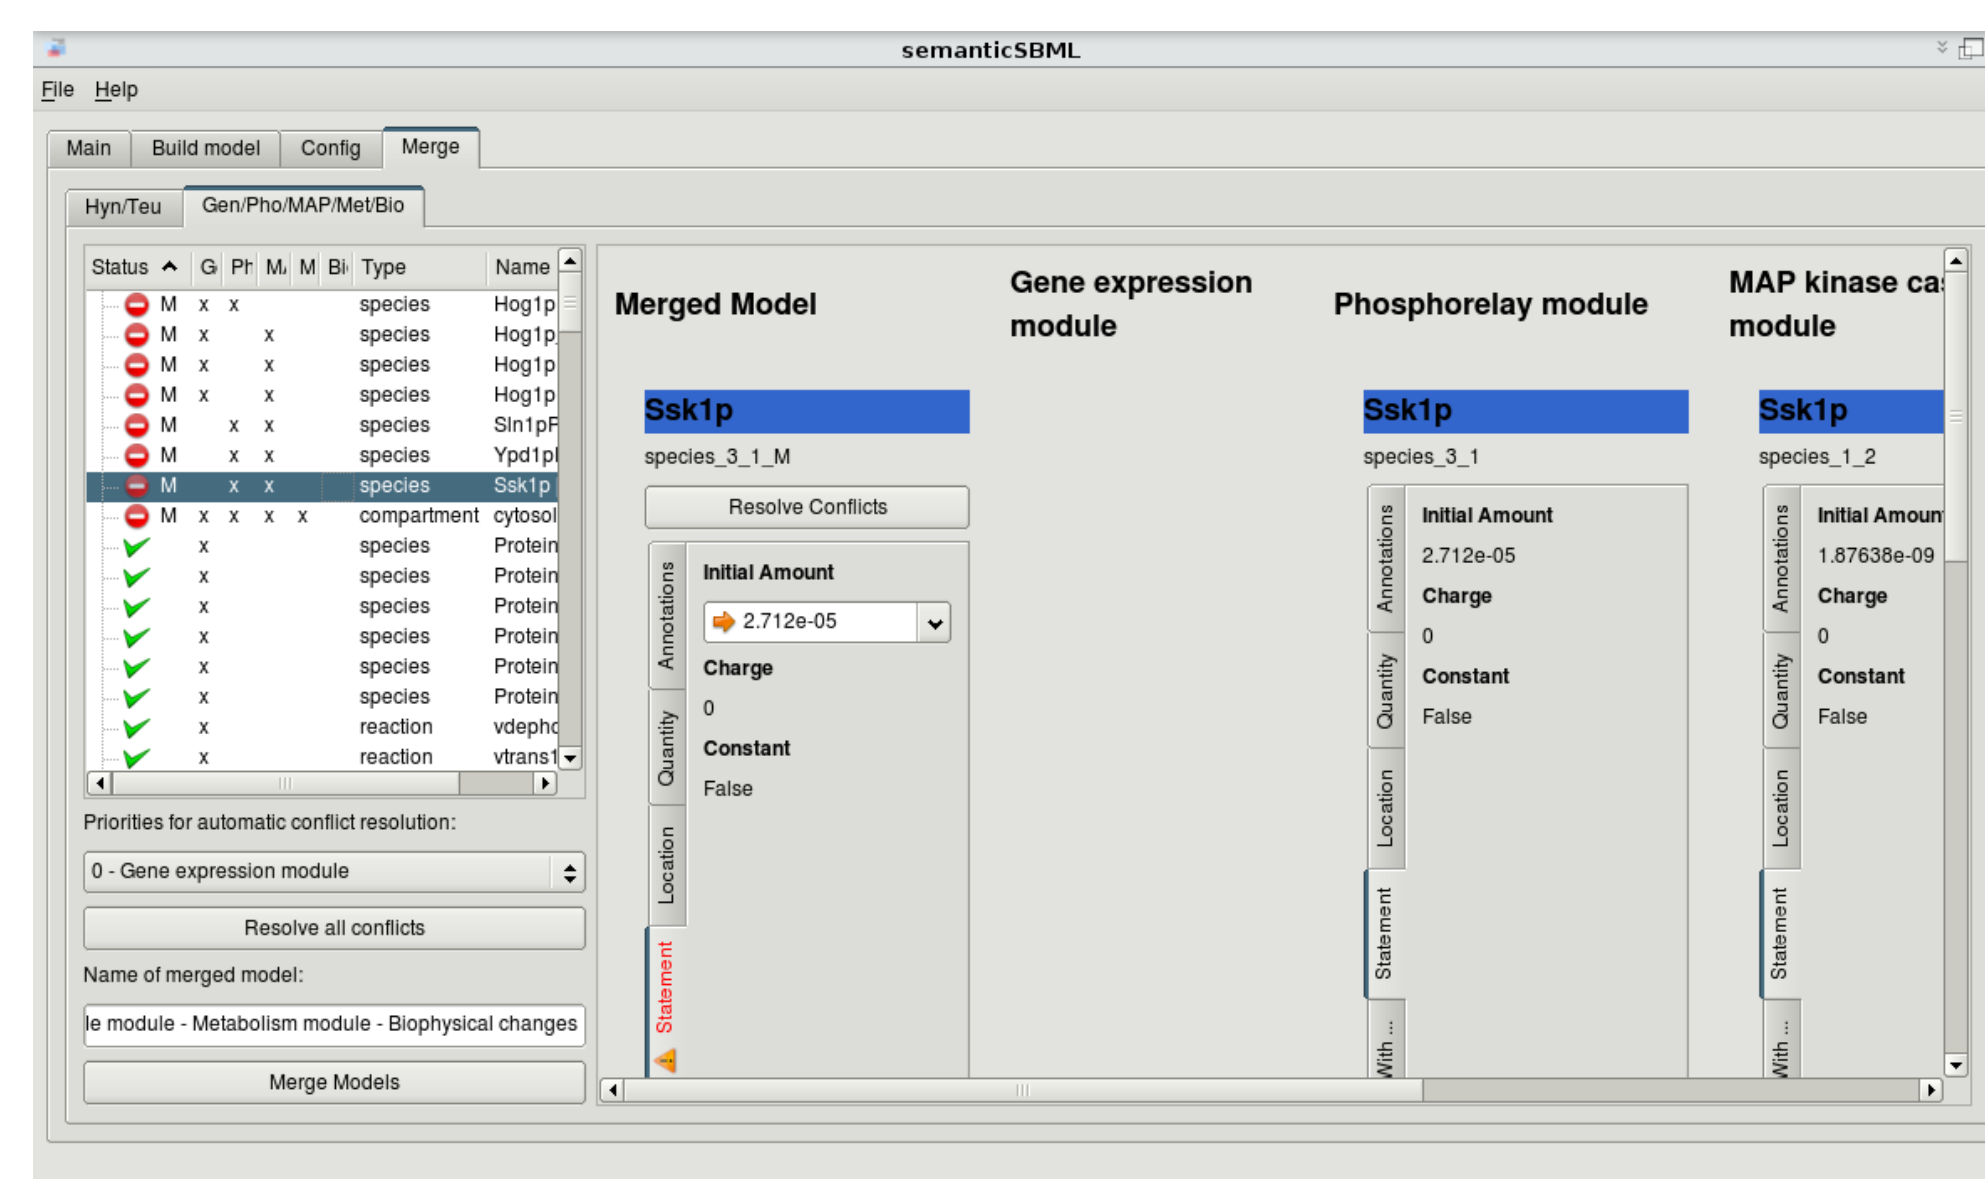 semanticSBML
File Help
Main Build model Config Merge
Hyn/Teu Gen/Pho/MAP/Met/Bio
Status G Ph M M Bi Type Name
M x x species Hog1p
M x x species Hog1p
M x x species Hog1p
M x x species Hog1p
M x x species Sln1pP
M x x species Ypd1p
M x x species Ssk1p
M x x x x compartment cytosol
x species Protein
x species Protein
x species Protein
x species Protein
x species Protein
x species Protein
x reaction vdepho
x reaction vtrans1
Priorities for automatic conflict resolution:
0 - Gene expression module
Resolve all conflicts
Name of merged model:
le module - Metabolism module - Biophysical changes
Merge Models
Merged Model
Ssk1p
species_3_1_M
Resolve Conflicts
Annotations
Quantity
Location
Statement
Initial Amount
2.712e-05
Charge
0
Constant
False
Gene expression
module
Phosphorelay module
Ssk1p
species_3_1
Annotations
Quantity
Location
Statement
With ...
Initial Amount
2.712e-05
Charge
0
Constant
False
MAP kinase cas
module
Ssk1p
species_1_2
Annotations
Quantity
Location
Statement
With ...
Initial Amoun
1.87638e-09
Charge
0
Constant
False